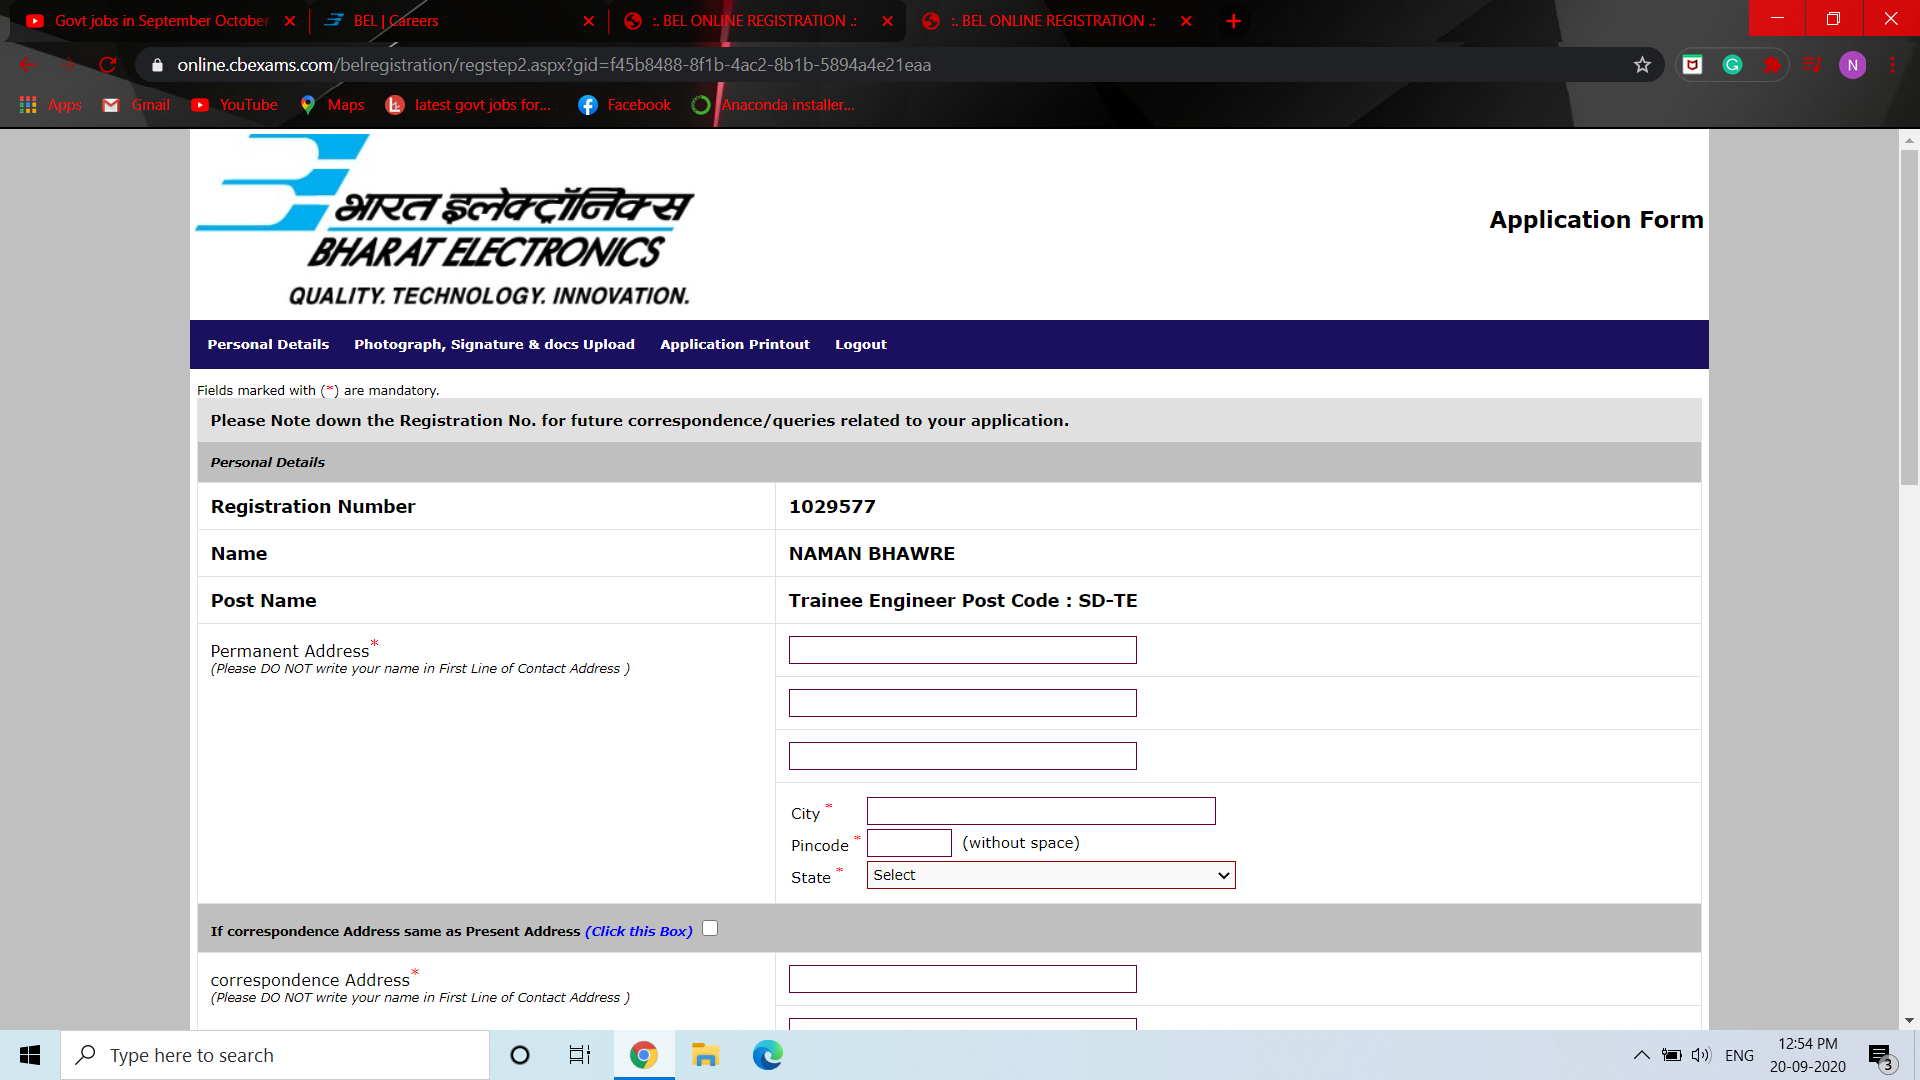 Govt jobs in September October
BEL | Careers
:. BEL ONLINE REGISTRATION .:
:. BEL ONLINE REGISTRATION .:
online.cbexams.com/belregistration/regstep2.aspx?gid=f45b8488-8f1b-4ac2-8b1b-5894a4e21eaa
N
Apps
Gmail
YouTube
Maps
latest govt jobs for...
Facebook
Anaconda installer...
भारत इलेक्ट्रॉनिक्स
BHARAT ELECTRONICS
QUALITY. TECHNOLOGY. INNOVATION.
Application Form
Personal Details
Photograph, Signature & docs Upload
Application Printout
Logout
Fields marked with (*) are mandatory.
Please Note down the Registration No. for future correspondence/queries related to your application.
Personal Details
Registration Number
1029577
Name
NAMAN BHAWRE
Post Name
Trainee Engineer Post Code : SD-TE
Permanent Address*
(Please DO NOT write your name in First Line of Contact Address )
City *
Pincode * (without space)
State * Select
If correspondence Address same as Present Address (Click this Box)
correspondence Address*
(Please DO NOT write your name in First Line of Contact Address )
Type here to search
ENG
12:54 PM
20-09-2020
3